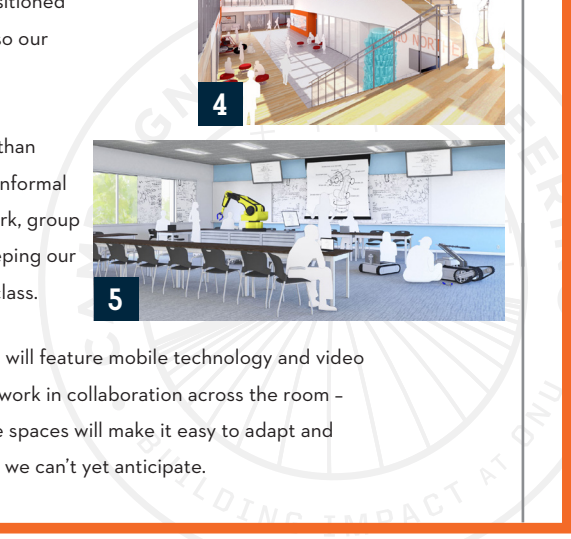 sitioned
so our
4
than
nformal
rk, group
eping our
class.
5
will feature mobile technology and video
work in collaboration across the room –
e spaces will make it easy to adapt and
we can't yet anticipate.
BUILDING IMPACT AT ONU